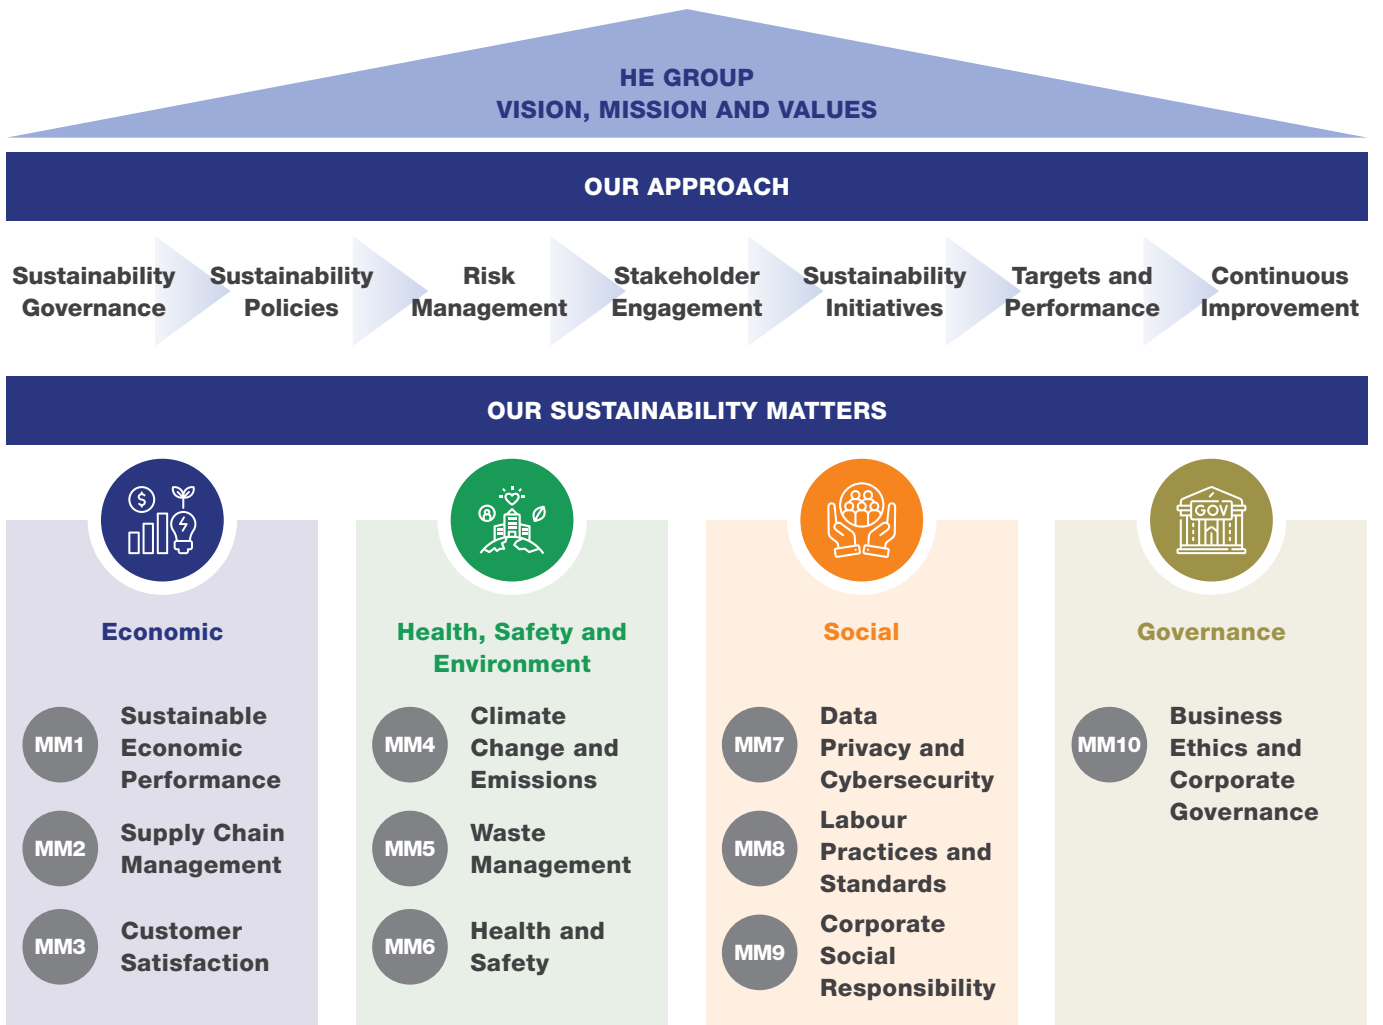 HE GROUP
VISION, MISSION AND VALUES
OUR APPROACH
Sustainability
Governance
Sustainability
Policies
Risk
Management
Stakeholder
Engagement
Sustainability
Initiatives
Targets and
Performance
Continuous
Improvement
OUR SUSTAINABILITY MATTERS
$
GOV
Economic
MM1
Sustainable
Economic
Performance
MM2
Supply Chain
Management
MM3
Customer
Satisfaction
Health, Safety and
Environment
MM4
Climate
Change and
Emissions
MM5
Waste
Management
MM6
Health and
Safety
Social
MM7
Data
Privacy and
Cybersecurity
MM8
Labour
Practices and
Standards
MM9
Corporate
Social
Responsibility
Governance
MM10
Business
Ethics and
Corporate
Governance